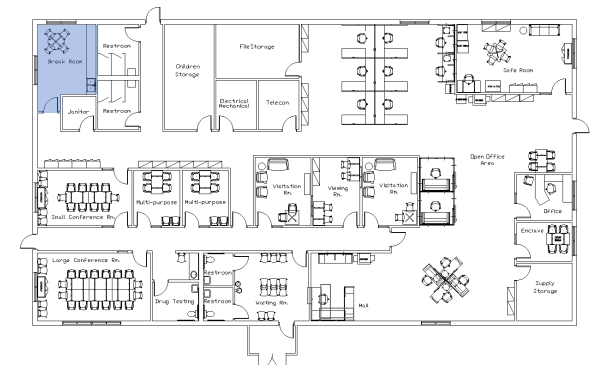 Restroom
Break Room
Children
Storage
File Storage
Safe Room
Janitor
Restroom
Electrical
Mechanical
Telecom
Open Office
Area
Multi-purpose
Multi-purpose
Visitation
Rm.
Viewing
Rm.
Visitation
Rm.
Small Conference Rm.
Office
Enclave
Large Conference Rm.
Restroom
Drug Testing
Restroom
Waiting Rm.
Mail
Supply
Storage